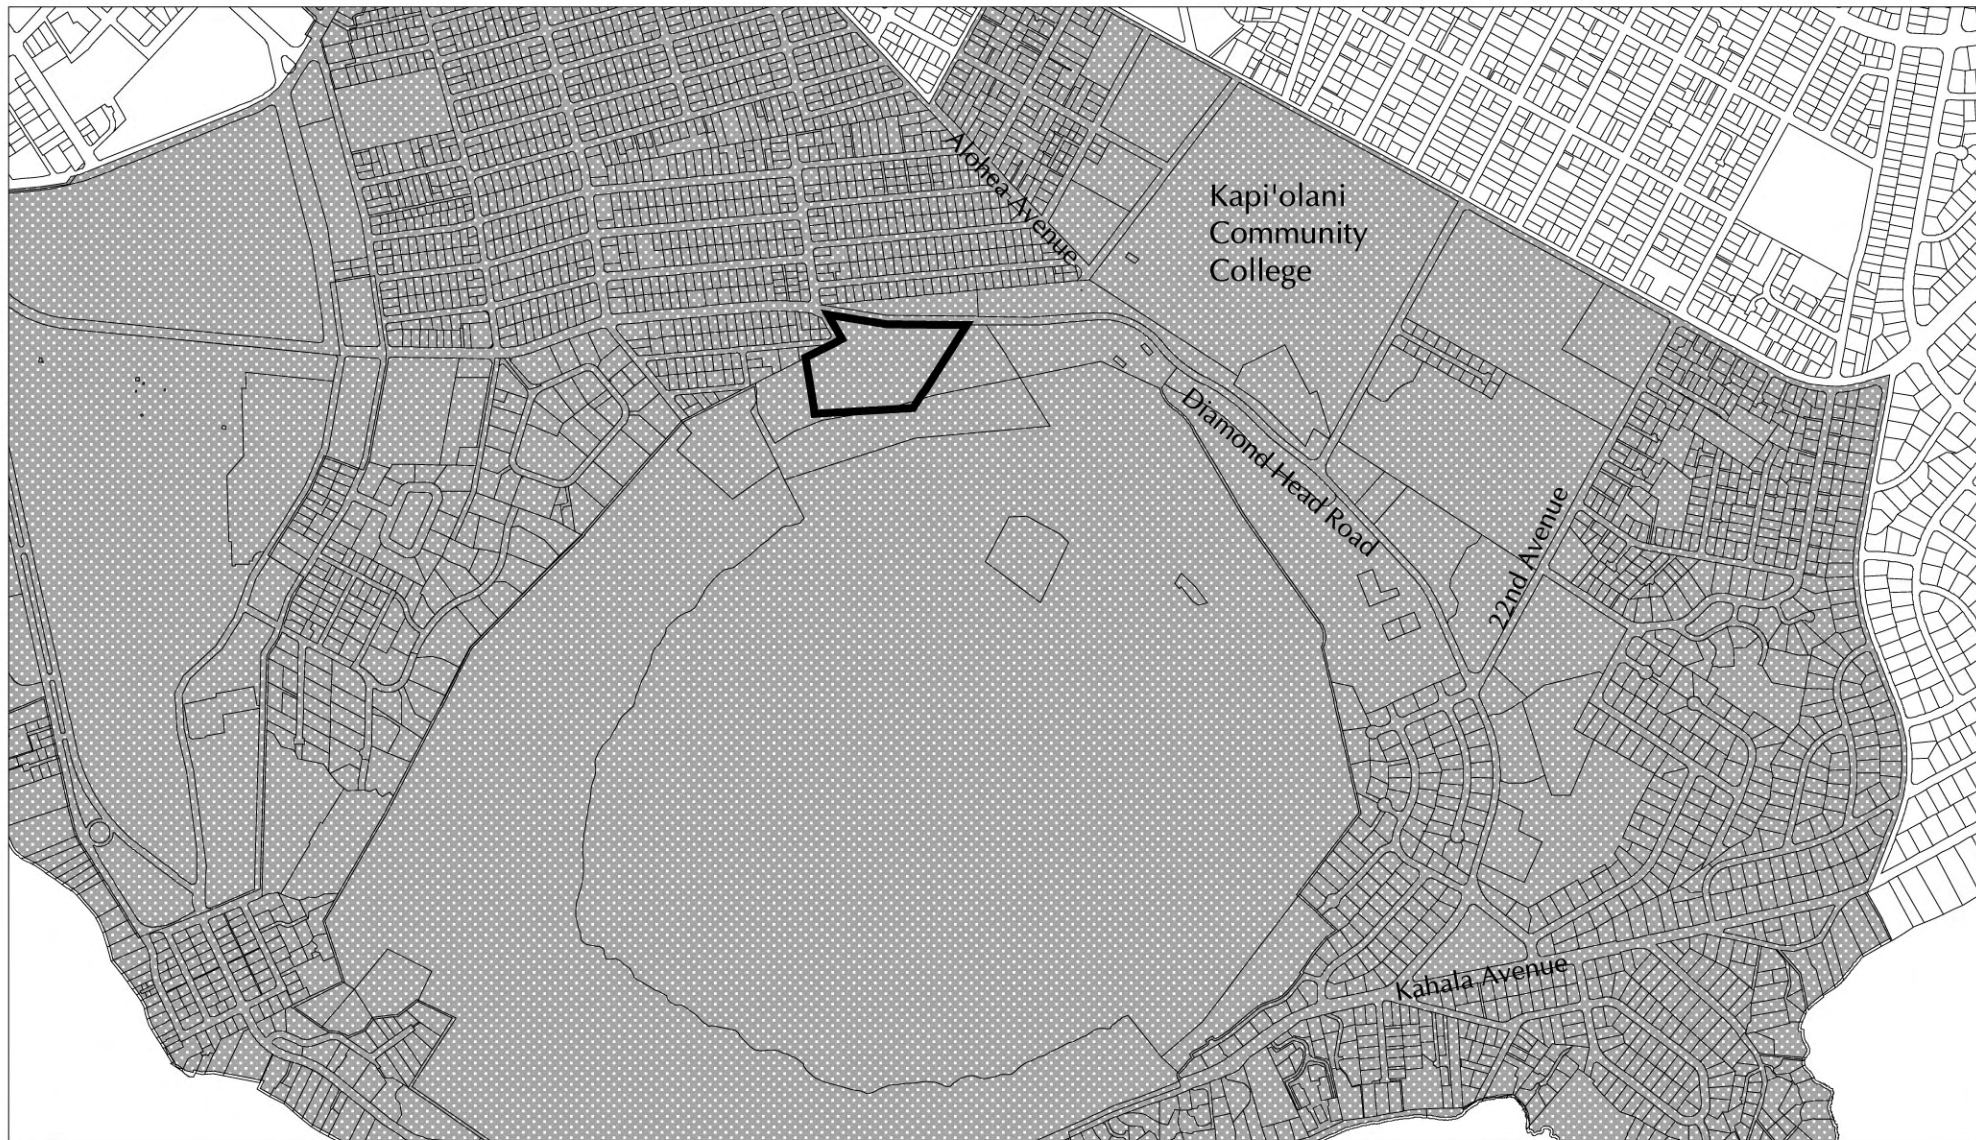 Alohea Avenue
Kapi'olani
Community
College
Diamond Head Road
22nd Avenue
Kahala Avenue